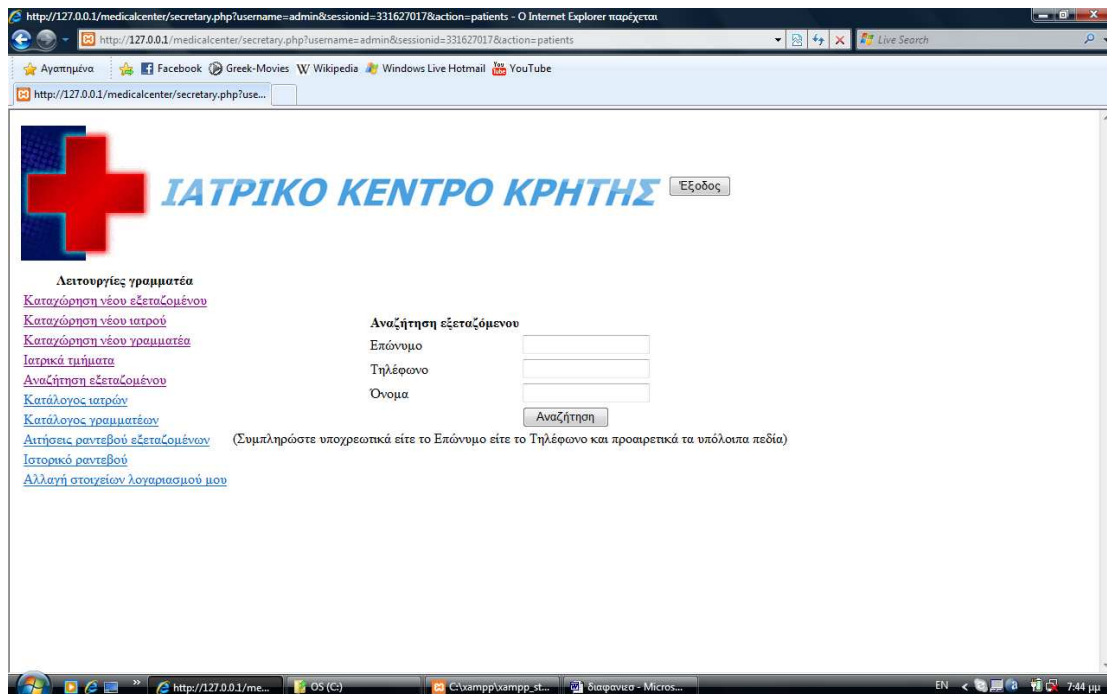 http://127.0.0.1/medicalcenter/secretary.php?username=admin&sessionid=331627017&action=patients - Ο Internet Explorer παρέχεται
http://127.0.0.1/medicalcenter/secretary.php?username=admin&sessionid=331627017&action=patients
Live Search
Αγαπημένα Facebook Greek-Movies W Wikipedia Windows Live Hotmail You Tube YouTube
http://127.0.0.1/medicalcenter/secretary.php?use...
ΙΑΤΡΙΚΟ ΚΕΝΤΡΟ ΚΡΗΤΗΣ Έξοδος
Λειτουργίες γραμματέα
Καταχώρηση νέου εξεταζομένου
Καταχώρηση νέου ιατρού
Καταχώρηση νέου γραμματέα
Ιατρικά τμήματα
Αναζήτηση εξεταζομένου
Κατάλογος ιατρών
Κατάλογος γραμματέων
Αιτήσεις ραντεβού εξεταζομένων
Ιστορικό ραντεβού
Αλλαγή στοιχείων λογαριασμού μου
Αναζήτηση εξεταζόμενου
Επώνυμο
Τηλέφωνο
Όνομα
Αναζήτηση
(Συμπληρώστε υποχρεωτικά είτε το Επώνυμο είτε το Τηλέφωνο και προαιρετικά τα υπόλοιπα πεδία)
http://127.0.0.1/me... OS (C:) C:\xampp\xampp_st... διαφανιεσ - Micros... EN 7:44 μμ